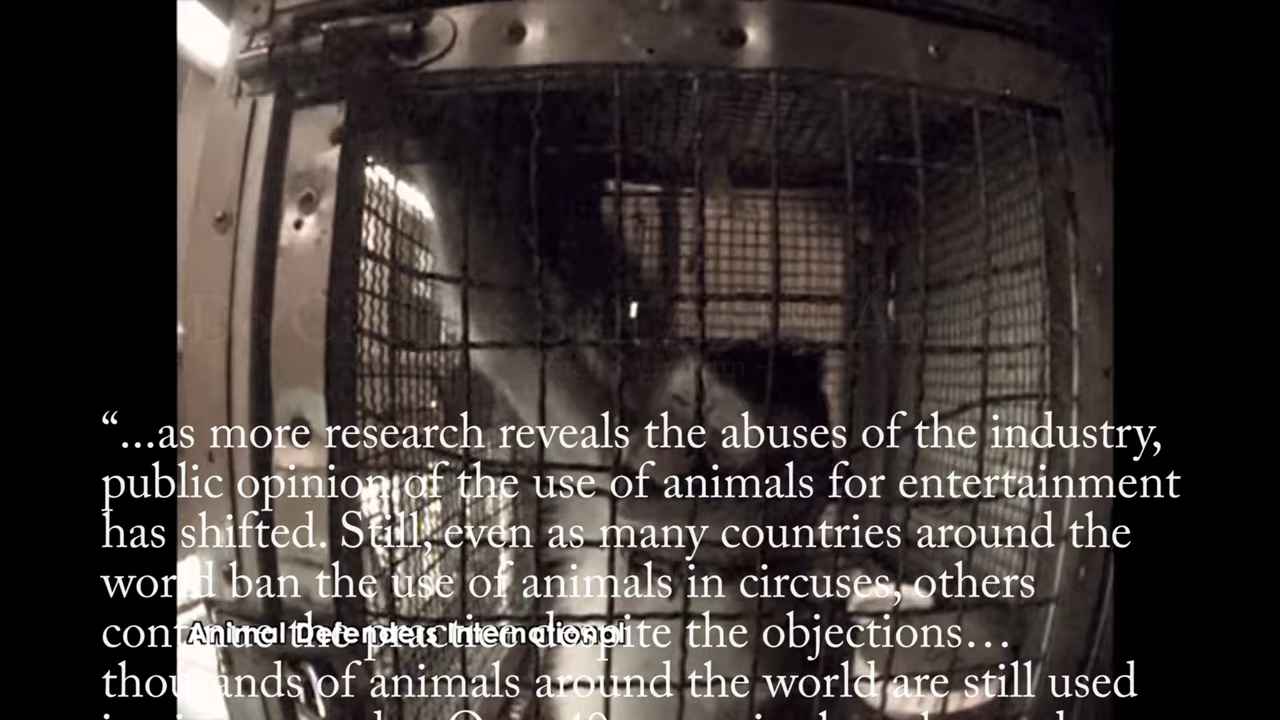 “...as more research reveals the abuses of the industry,
public opinion of the use of animals for entertainment
has shifted. Still, even as many countries around the
world ban the use of animals in circuses, others
continue the practice despite the objections…
Animal Defenders International
thousands of animals around the world are still used